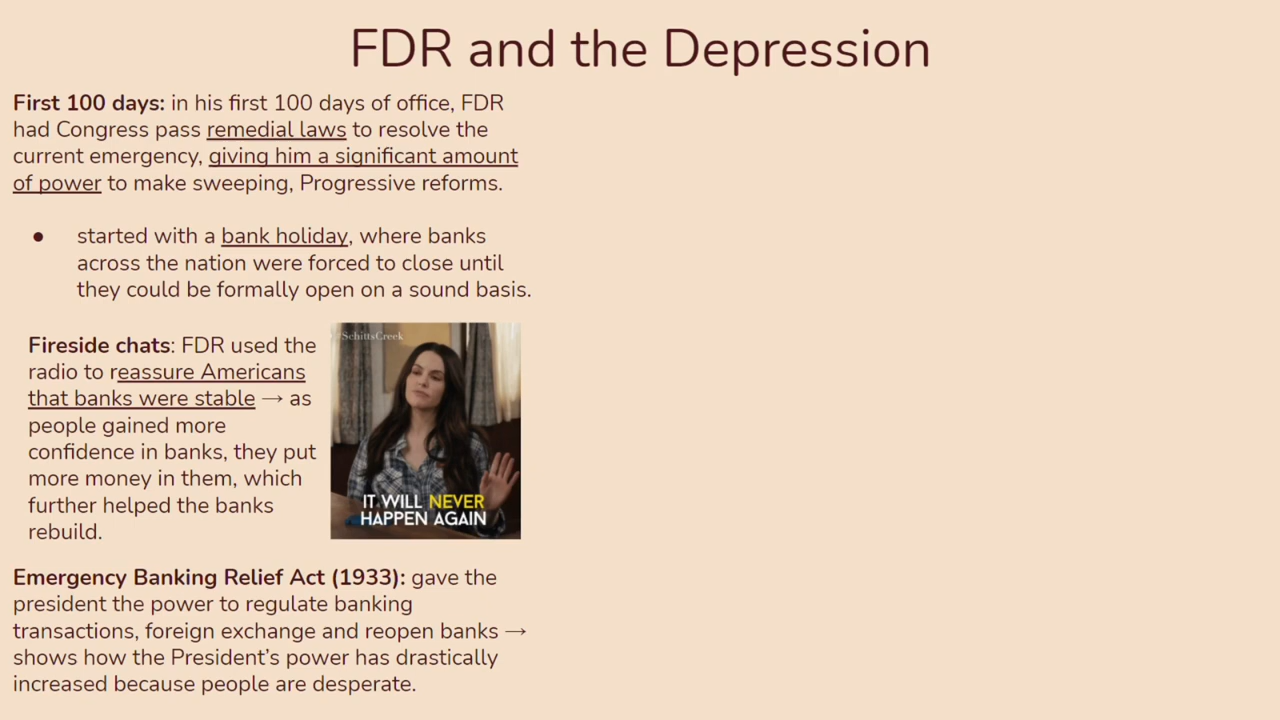 FDR and the Depression
First 100 days: in his first 100 days of office, FDR
had Congress pass remedial laws to resolve the
current emergency, giving him a significant amount
of power to make sweeping, Progressive reforms.
● started with a bank holiday, where banks
across the nation were forced to close until
they could be formally open on a sound basis.
Fireside chats: FDR used the
radio to reassure Americans
that banks were stable → as
people gained more
confidence in banks, they put
more money in them, which
further helped the banks
rebuild.
#SchittsCreek
IT WILL NEVER
HAPPEN AGAIN
Emergency Banking Relief Act (1933): gave the
president the power to regulate banking
transactions, foreign exchange and reopen banks →
shows how the President’s power has drastically
increased because people are desperate.